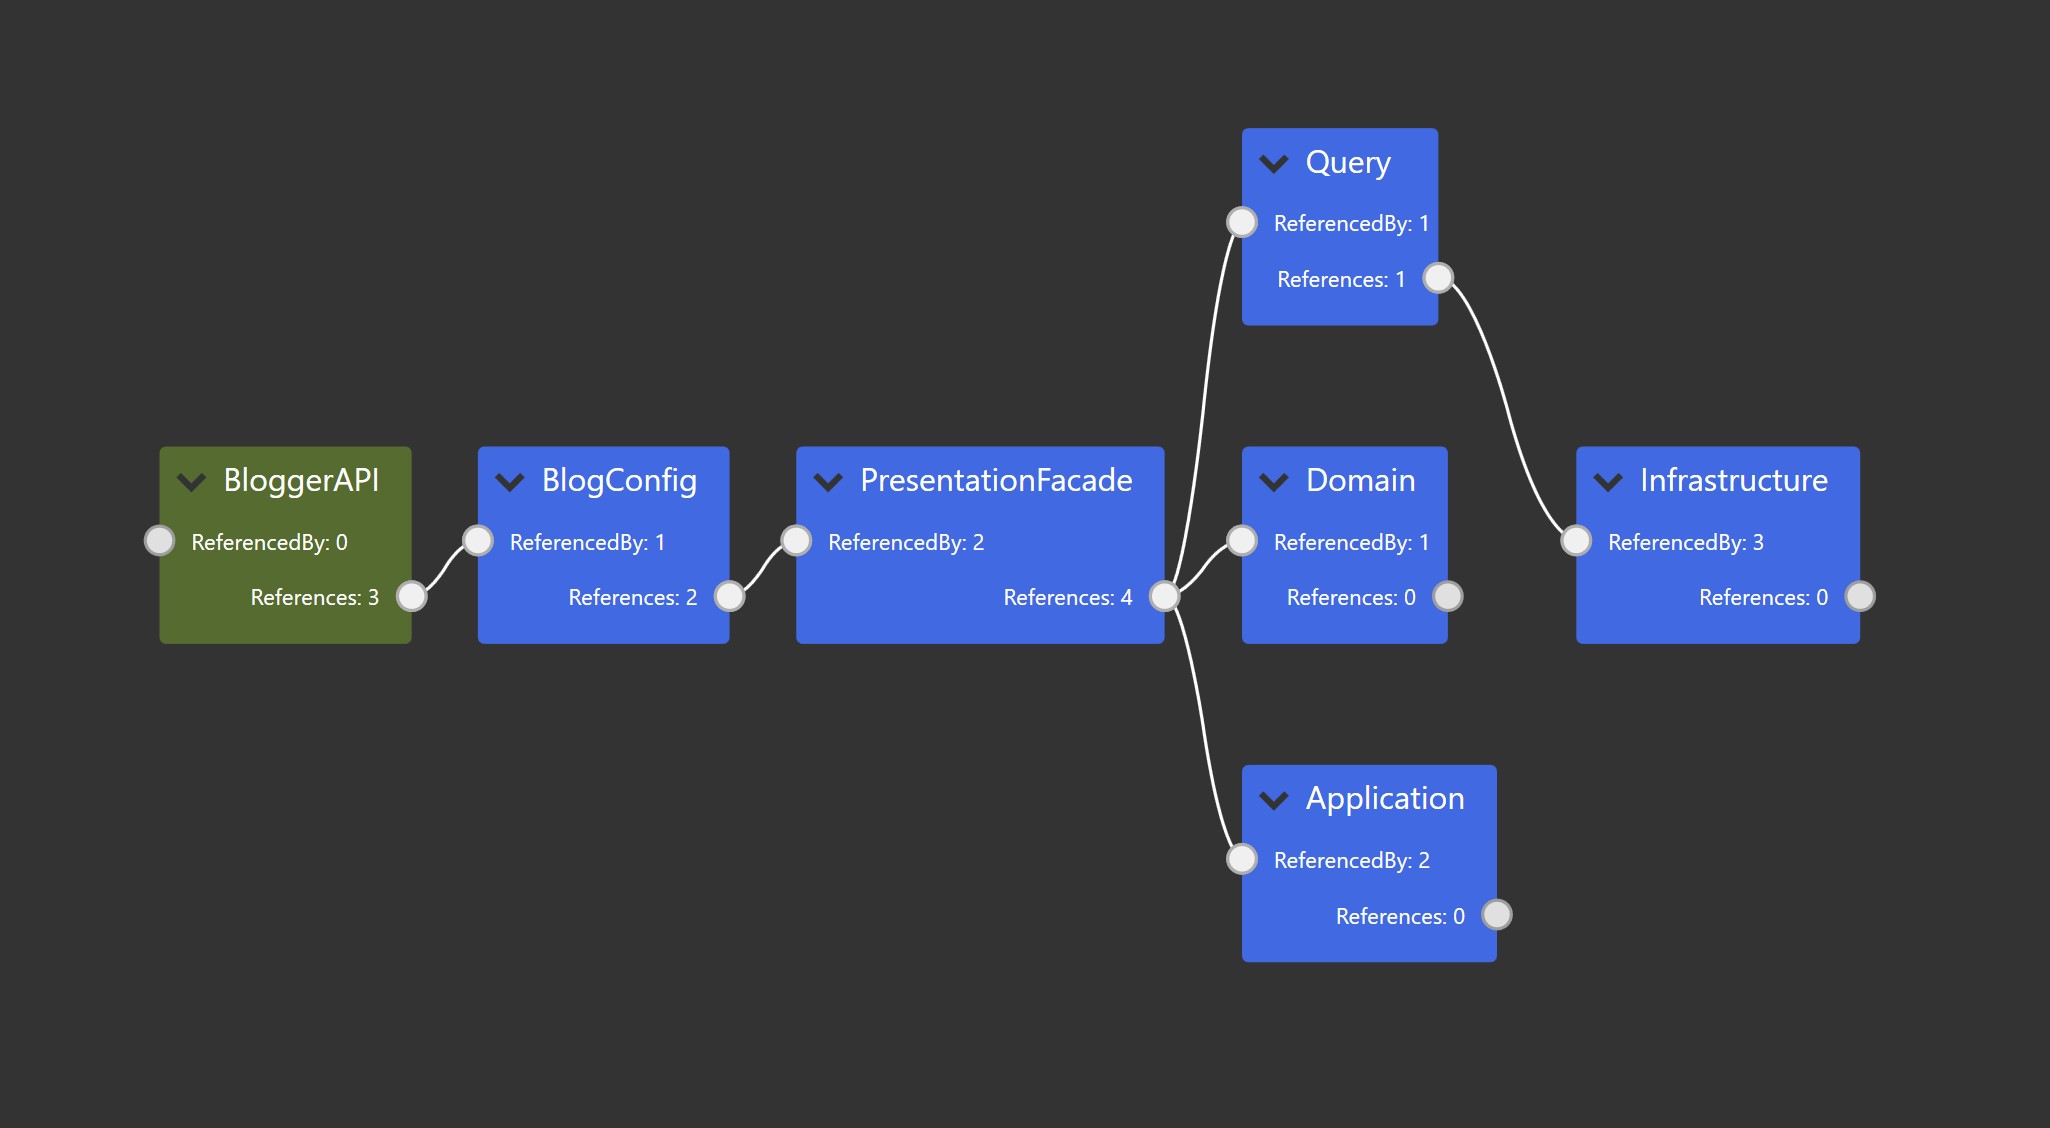 Query
ReferencedBy: 1
References: 1
BloggerAPI
ReferencedBy: 0
References: 3
BlogConfig
ReferencedBy: 1
References: 2
PresentationFacade
ReferencedBy: 2
References: 4
Domain
ReferencedBy: 1
References: 0
Infrastructure
ReferencedBy: 3
References: 0
Application
ReferencedBy: 2
References: 0